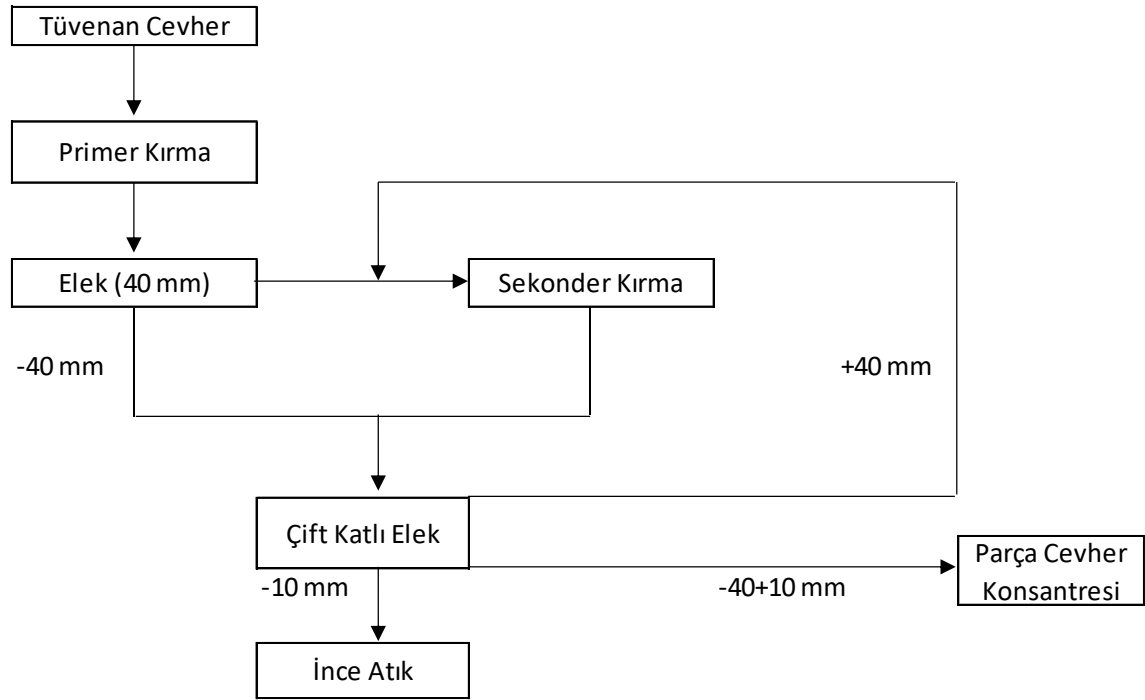 Tüvenan Cevher
Primer Kırma
Elek (40 mm)
Sekonder Kırma
-40 mm
+40 mm
Çift Katlı Elek
-10 mm
-40+10 mm
Parça Cevher
Konsantresi
İnce Atık